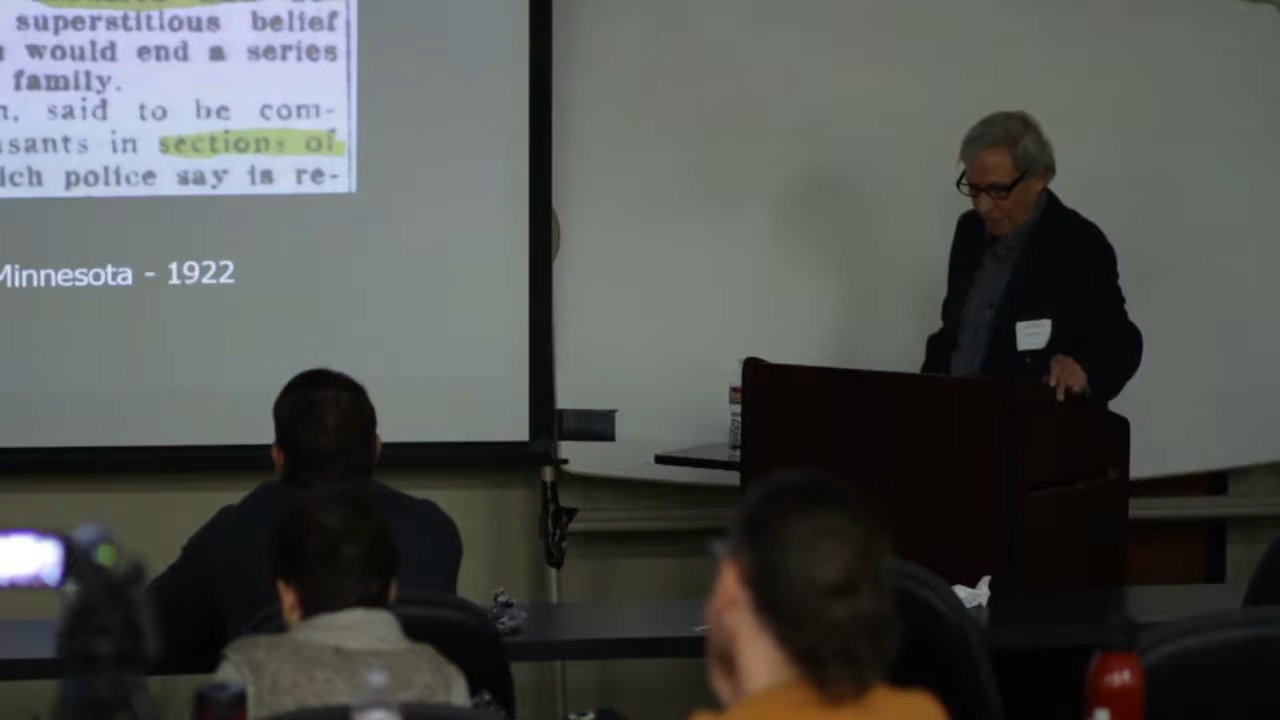 superstitious belief
would end a series
family.
said to be com-
sants in sections of
ich police say is re-
Minnesota - 1922